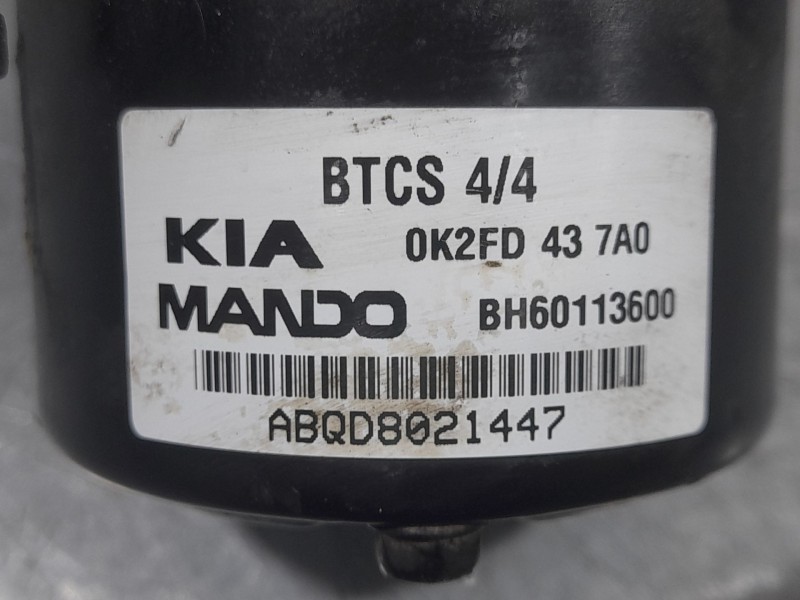 BTCS 4/4
KIA 0K2FD 43 7A0
MANDO BH60113600
ABQD8021447